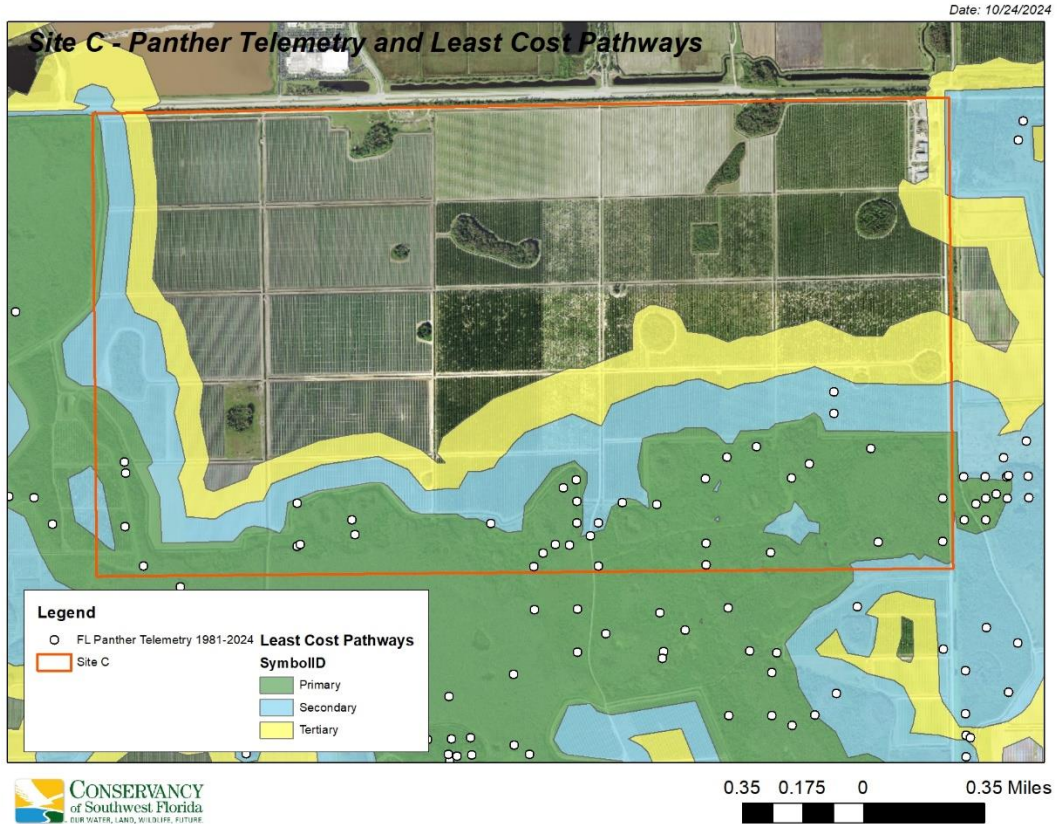 Date: 10/24/2024
Site C - Panther Telemetry and Least Cost Pathways
Legend
FL Panther Telemetry 1981-2024
Site C
Least Cost Pathways
SymbolID
Primary
Secondary
Tertiary
CONSERVANCY
of Southwest Florida
OUR WATER, LAND, WILDLIFE, FUTURE.
0.35 0.175 0 0.35 Miles